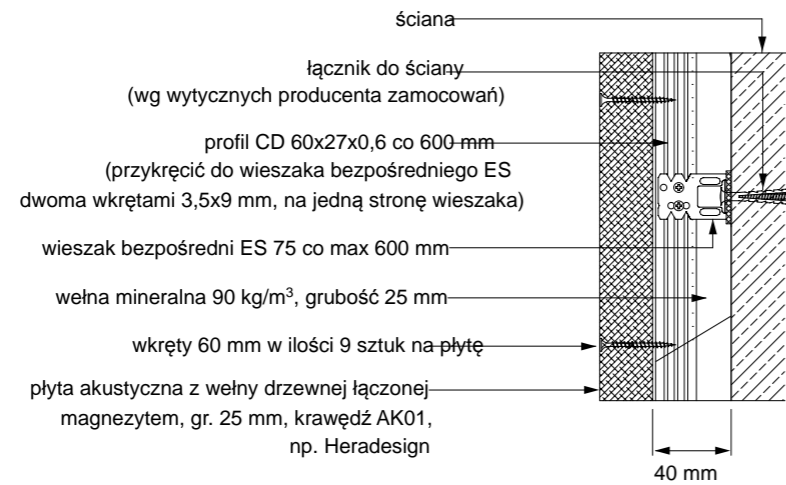 ściana
łącznik do ściany
(wg wytycznych producenta zamocowań)
profil CD 60x27x0,6 co 600 mm
(przykręcić do wieszaka bezpośredniego ES
dwoma wkrętami 3,5x9 mm, na jedną stronę wieszaka)
wieszak bezpośredni ES 75 co max 600 mm
wełna mineralna 90 kg/m³, grubość 25 mm
wkręty 60 mm w ilości 9 sztuk na płytę
płyta akustyczna z wełny drzewnej łączonej
magnezytem, gr. 25 mm, krawędź AK01,
np. Heradesign
40 mm